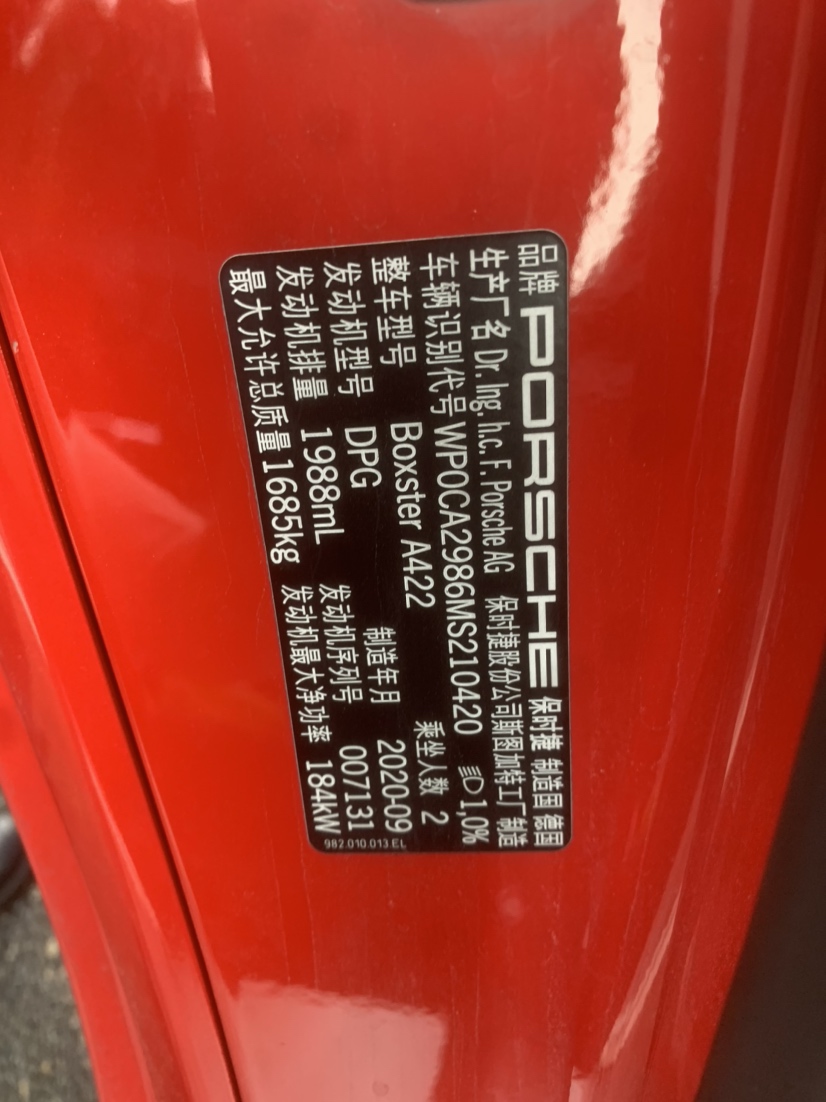 品牌 PORSCHE 保时捷 制造国 德国
生产厂名 Dr. Ing. h.c. F. Porsche AG 保时捷股份公司斯图加特工厂制造
车辆识别代号 WP0CA2986MS210420 1,0%
整车型号 Boxster A422 乘坐人数 2
发动机型号 DPG 制造年月 2020-09
发动机排量 1988mL 发动机序列号 007131
最大允许总质量 1685kg 发动机最大净功率 184kW
982.010.013.EL